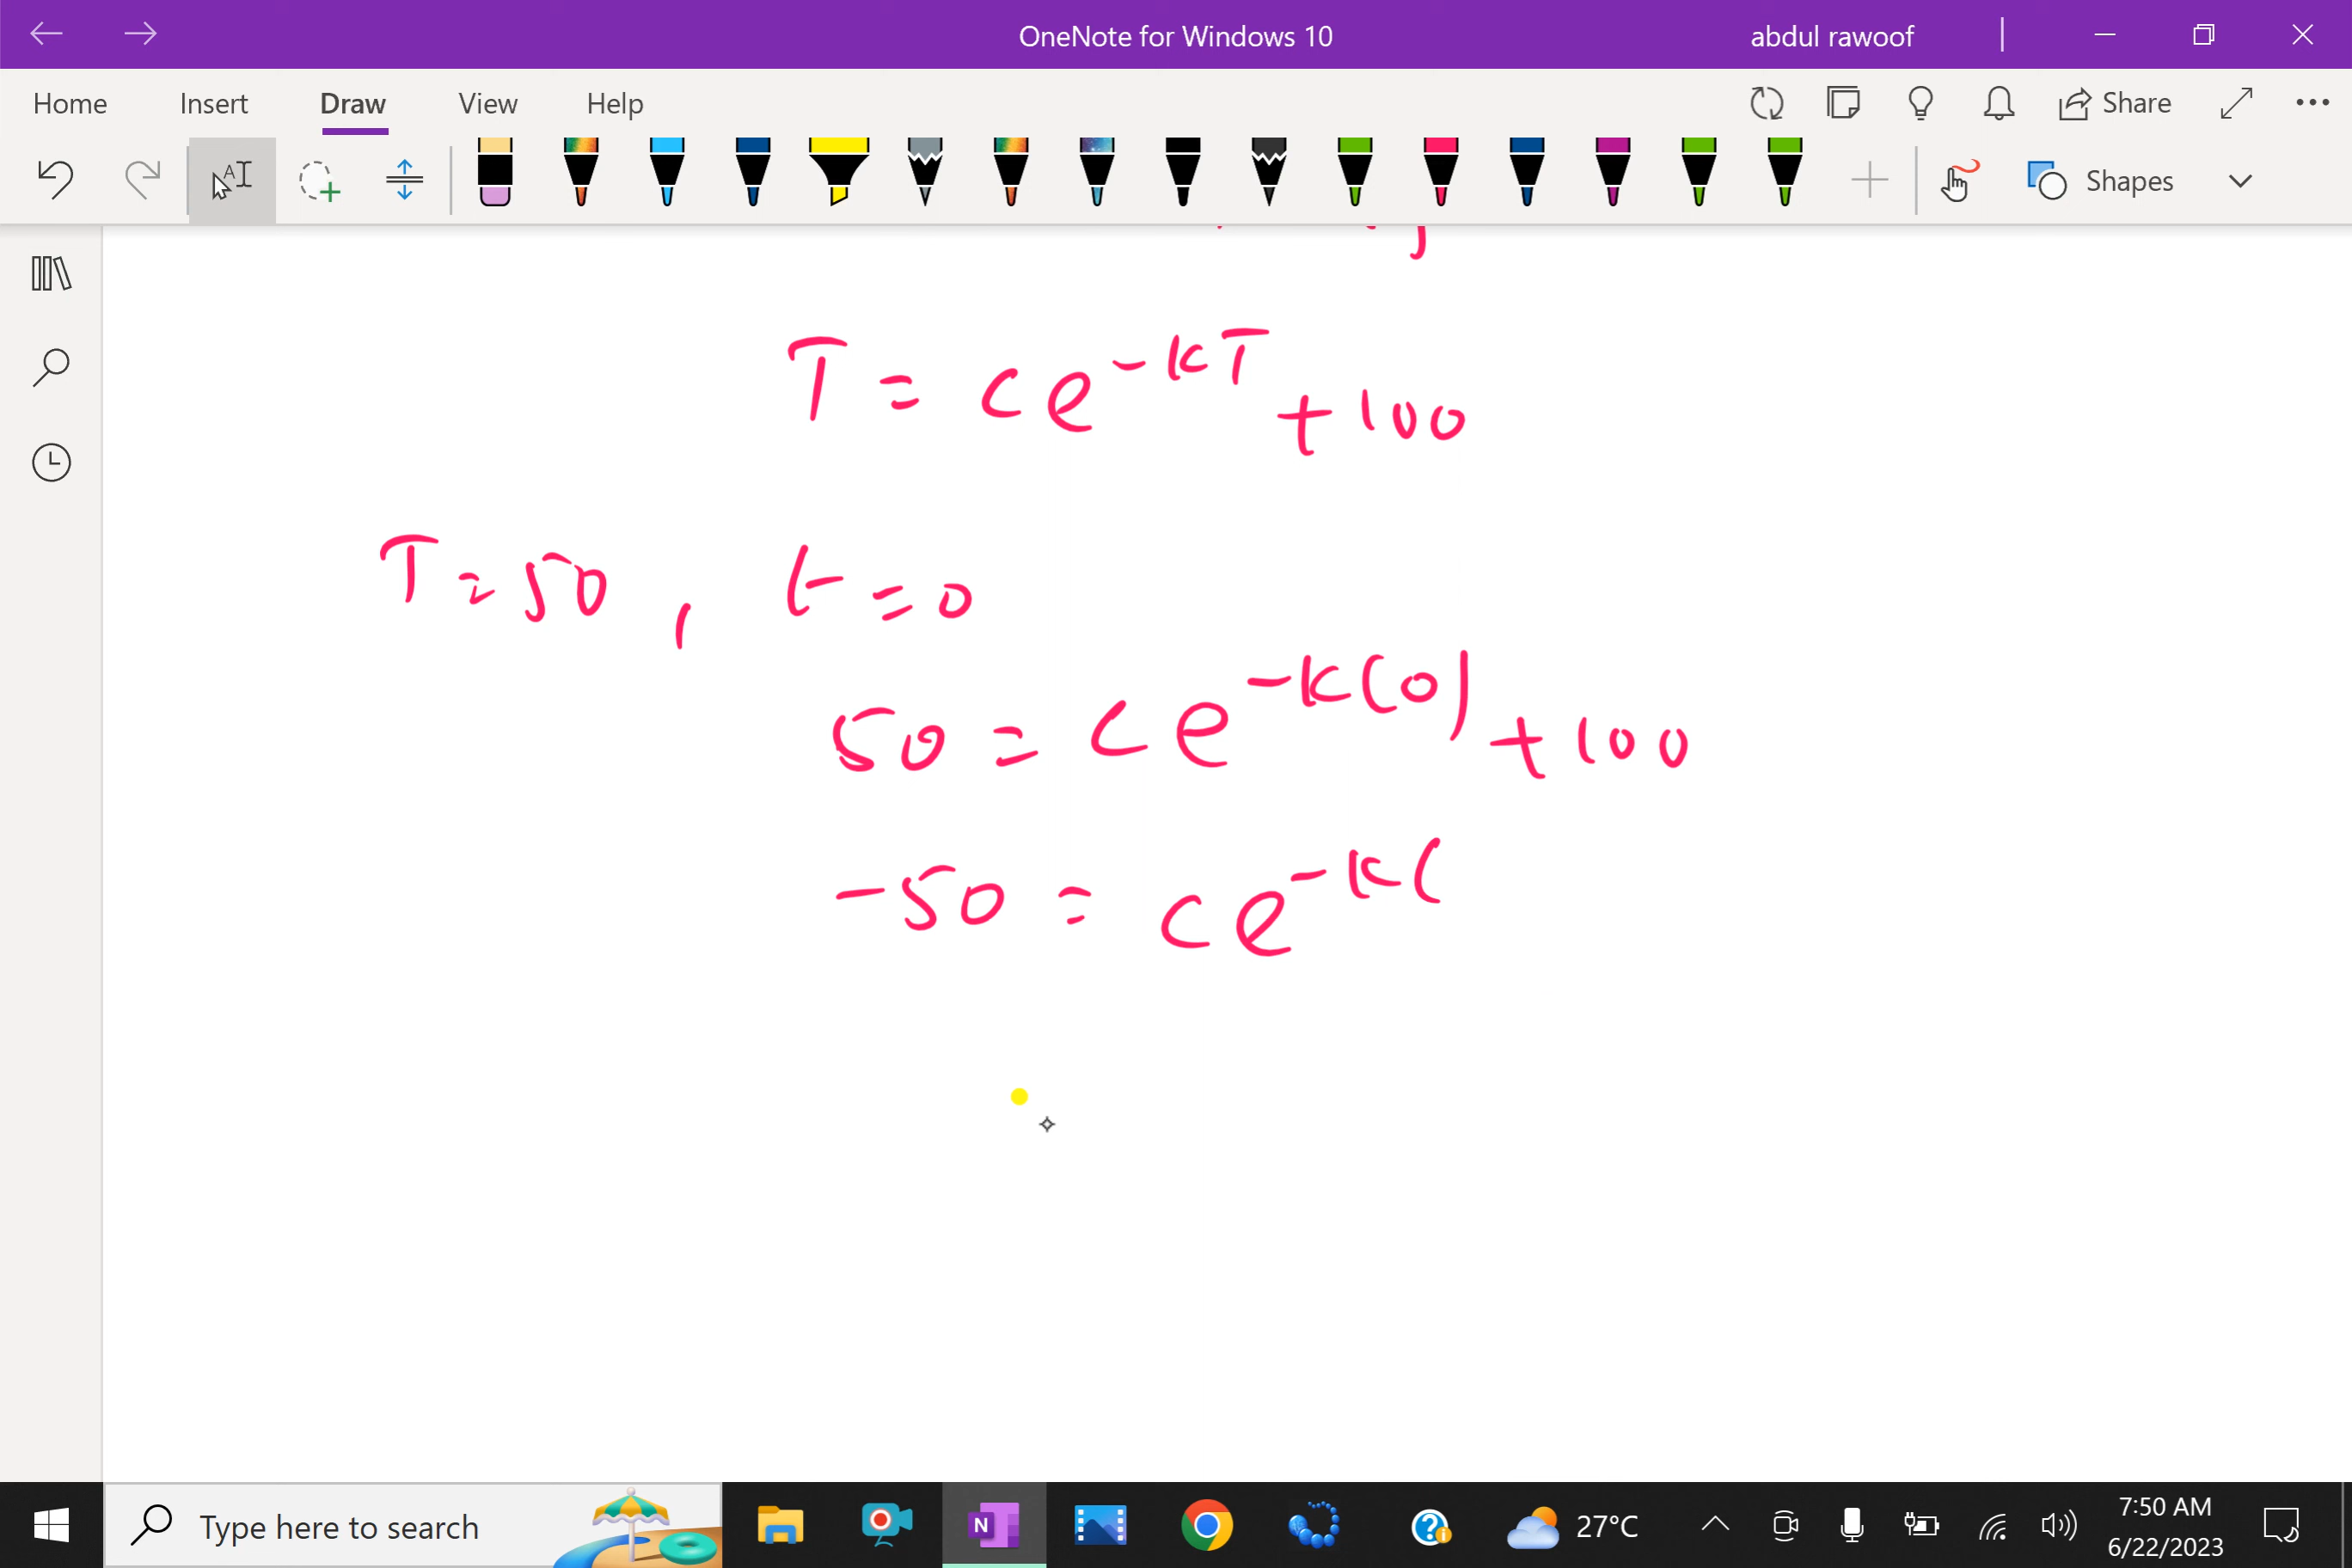 OneNote for Windows 10
abdul rawoof
Home Insert Draw View Help
Share
Shapes
T = ce^{-kT} + 100
T = 50 , t = 0
50 = ce^{-k(0)} + 100
-50 = ce^{-k(
Type here to search
27°C
7:50 AM
6/22/2023